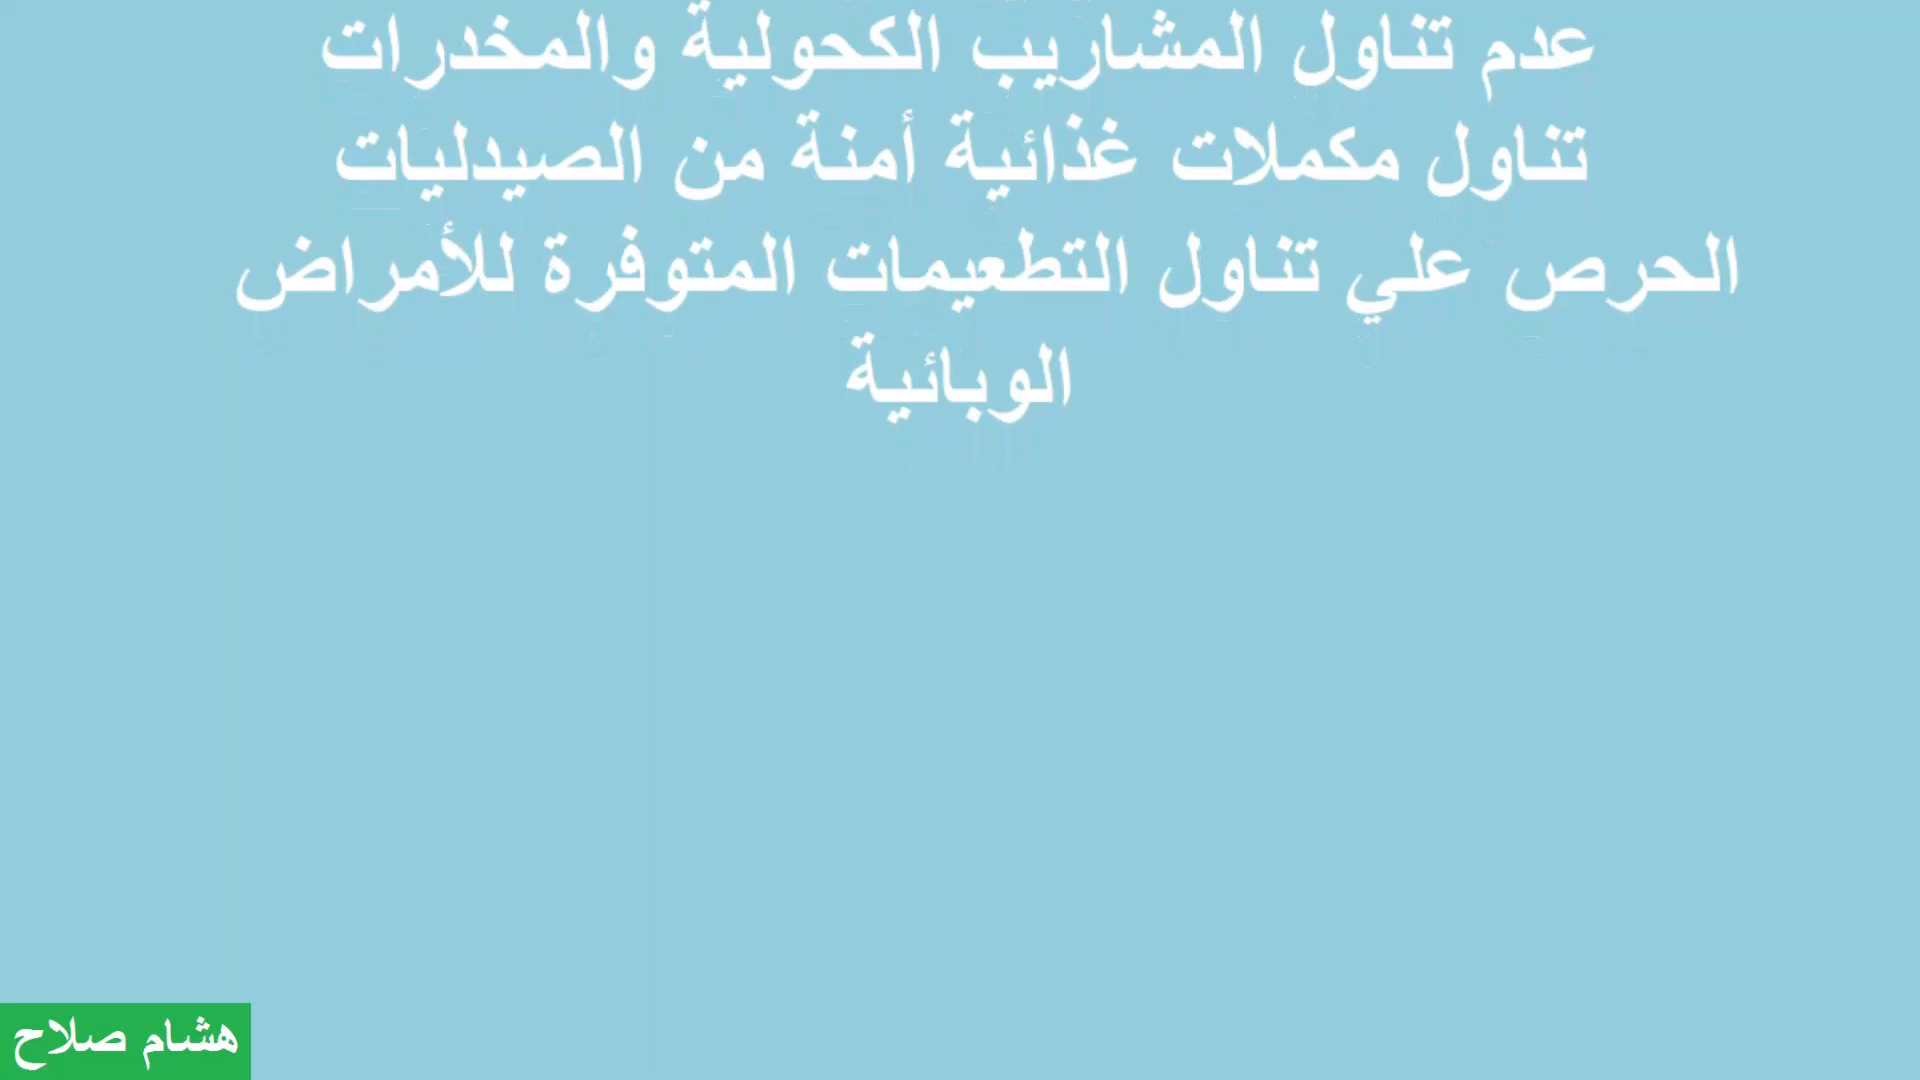 عدم تناول المشاريب الكحولية والمخدرات
تناول مكملات غذائية أمنة من الصيدليات
الحرص علي تناول التطعيمات المتوفرة للأمراض
الوبائية
هشام صلاح